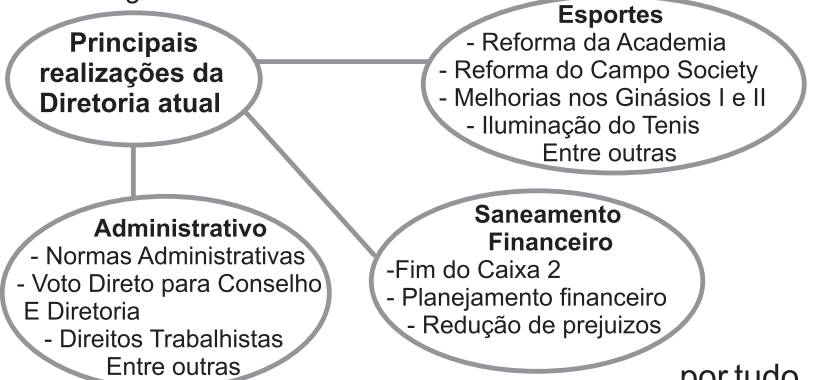 Principais
realizações da
Diretoria atual
Esportes
- Reforma da Academia
- Reforma do Campo Society
- Melhorias nos Ginásios I e II
- Iluminação do Tenis
Entre outras
Administrativo
- Normas Administrativas
- Voto Direto para Conselho
E Diretoria
- Direitos Trabalhistas
Entre outras
Saneamento
Financeiro
-Fim do Caixa 2
- Planejamento financeiro
- Redução de prejuizos
por tudo